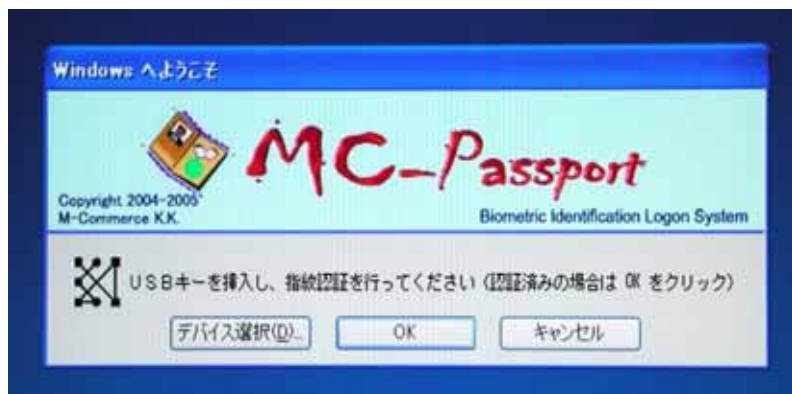 Windows へようこそ
MC-Passport
Copyright 2004-2005
M-Commerce K.K.
Biometric Identification Logon System
USBキーを挿入し、指紋認証を行ってください (認証済みの場合は OK をクリック)
デバイス選択(D)...
OK
キャンセル